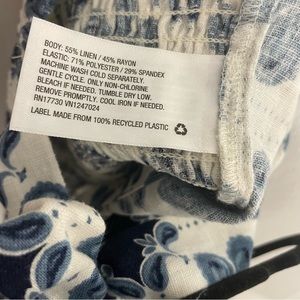 BODY: 55% LINEN / 45% RAYON
ELASTIC: 71% POLYESTER / 29% SPANDEX
MACHINE WASH COLD SEPARATELY.
GENTLE CYCLE. ONLY NON-CHLORINE
BLEACH IF NEEDED. TUMBLE DRY LOW.
REMOVE PROMPTLY. COOL IRON IF NEEDED.
RN17730 VN1247024
LABEL MADE FROM 100% RECYCLED PLASTIC